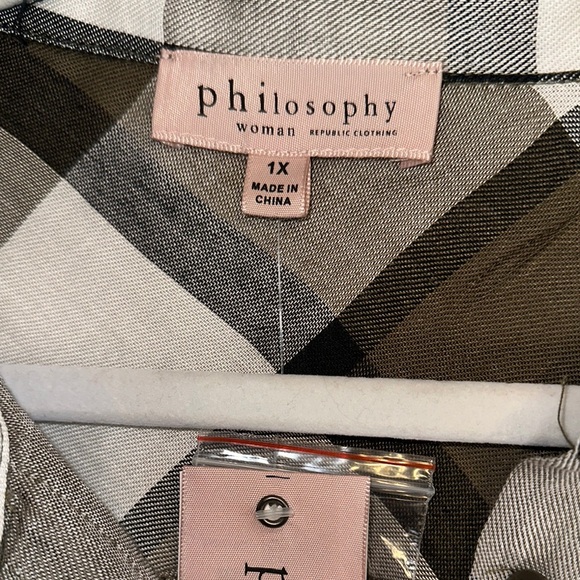 philosophy
woman REPUBLIC CLOTHING
1X
MADE IN
CHINA